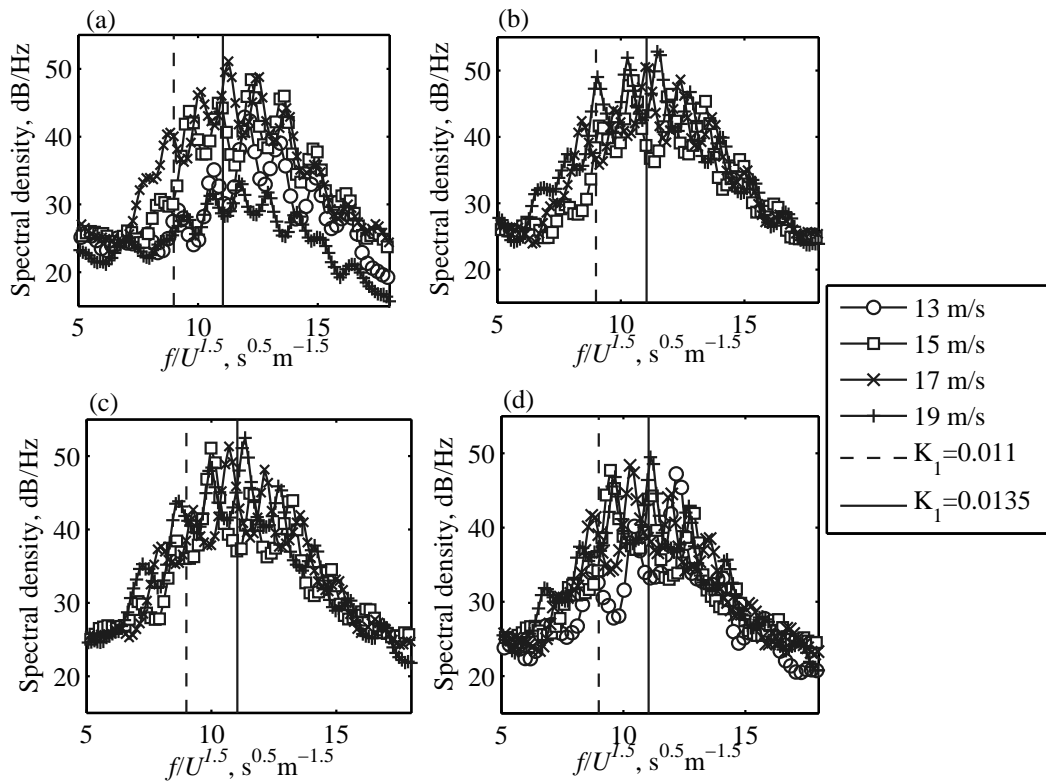 (a)
Spectral density, dB/Hz
50
40
30
20
5
10
15
f/U^1.5, s^0.5m^−1.5
(b)
Spectral density, dB/Hz
50
40
30
20
5
10
15
f/U^1.5, s^0.5m^−1.5
13 m/s
15 m/s
17 m/s
19 m/s
K_1=0.011
K_1=0.0135
(c)
Spectral density, dB/Hz
50
40
30
20
5
10
15
f/U^1.5, s^0.5m^−1.5
(d)
Spectral density, dB/Hz
50
40
30
20
5
10
15
f/U^1.5, s^0.5m^−1.5